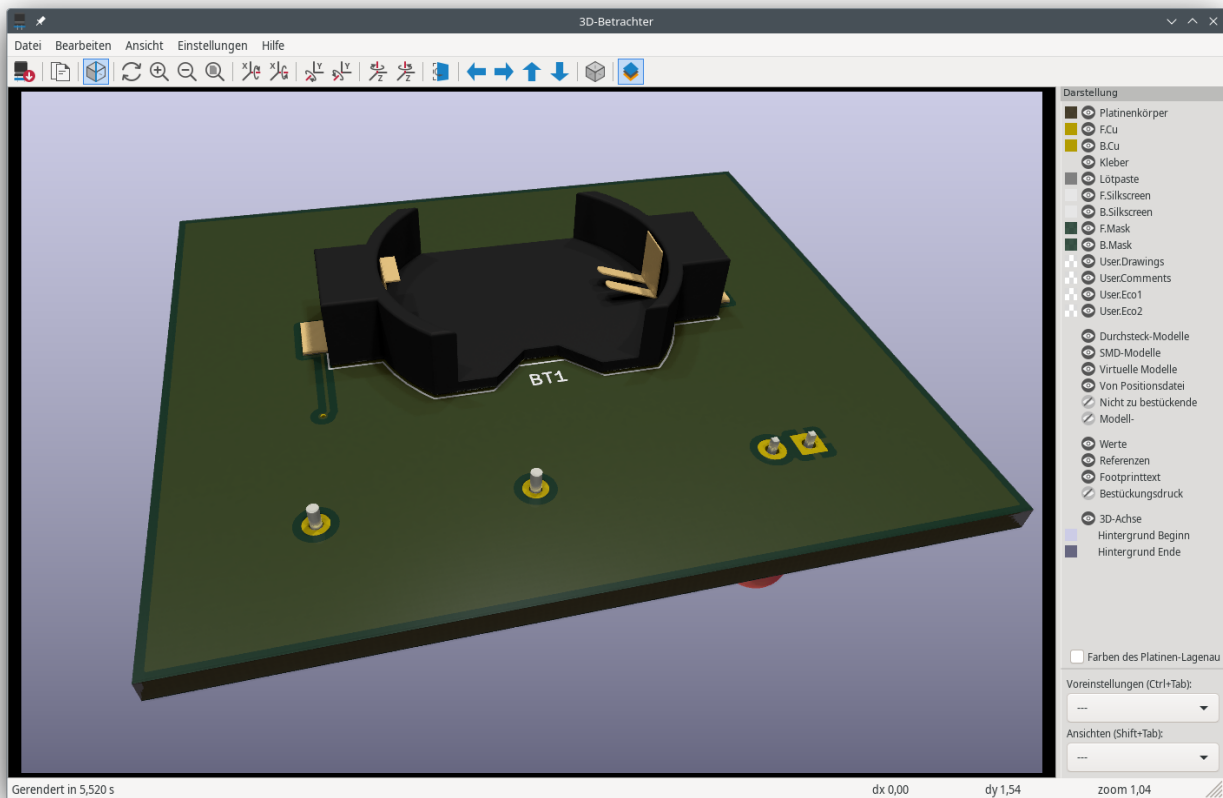 3D-Betrachter
Datei Bearbeiten Ansicht Einstellungen Hilfe
Darstellung
Platinenkörper
F.Cu
B.Cu
Kleber
Lötpaste
F.Silkscreen
B.Silkscreen
F.Mask
B.Mask
User.Drawings
User.Comments
User.Eco1
User.Eco2
Durchsteck-Modelle
SMD-Modelle
Virtuelle Modelle
Von Positionsdatei
Nicht zu bestückende
Modell-
Werte
Referenzen
Footprinttext
Bestückungsdruck
3D-Achse
Hintergrund Beginn
Hintergrund Ende
BT1
Farben des Platinen-Lagenau
Voreinstellungen (Ctrl+Tab):
---
Ansichten (Shift+Tab):
---
Gerendert in 5,520 s dx 0,00 dy 1,54 zoom 1,04